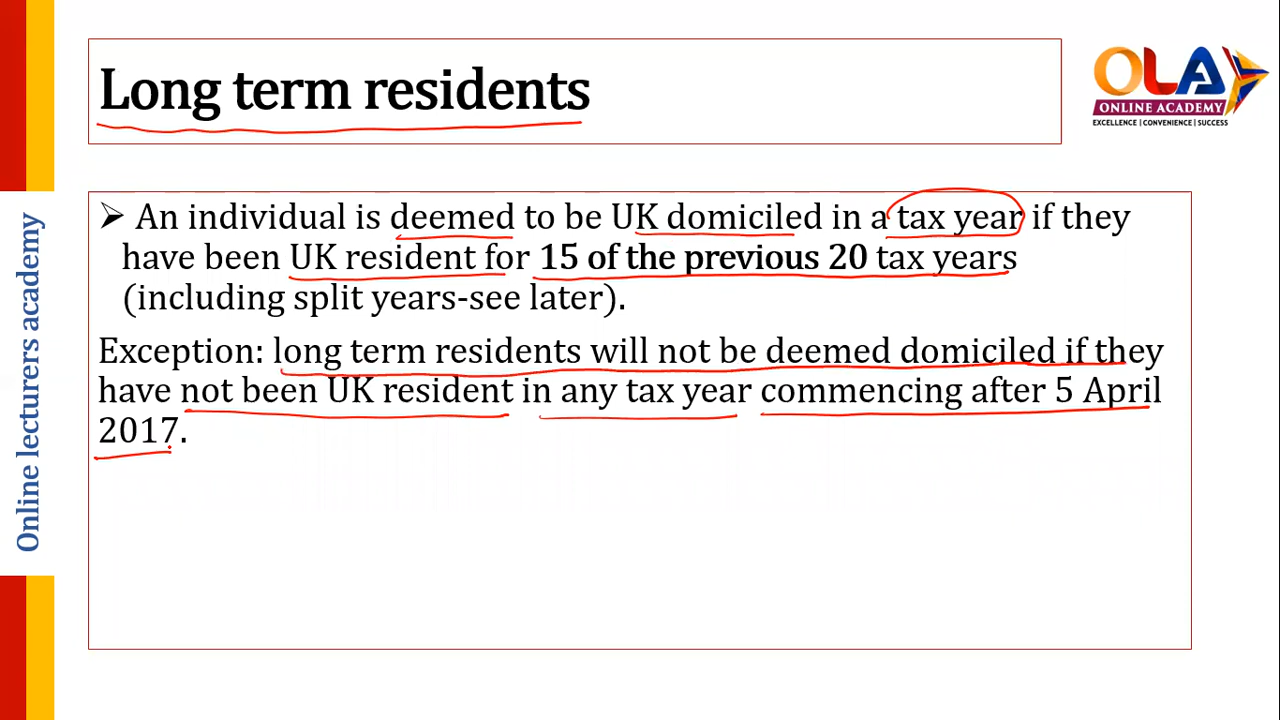 Long term residents
OLA
ONLINE ACADEMY
EXCELLENCE | CONVENIENCE | SUCCESS
Online lecturers academy
➢ An individual is deemed to be UK domiciled in a tax year if they
have been UK resident for 15 of the previous 20 tax years
(including split years-see later).
Exception: long term residents will not be deemed domiciled if they
have not been UK resident in any tax year commencing after 5 April
2017.